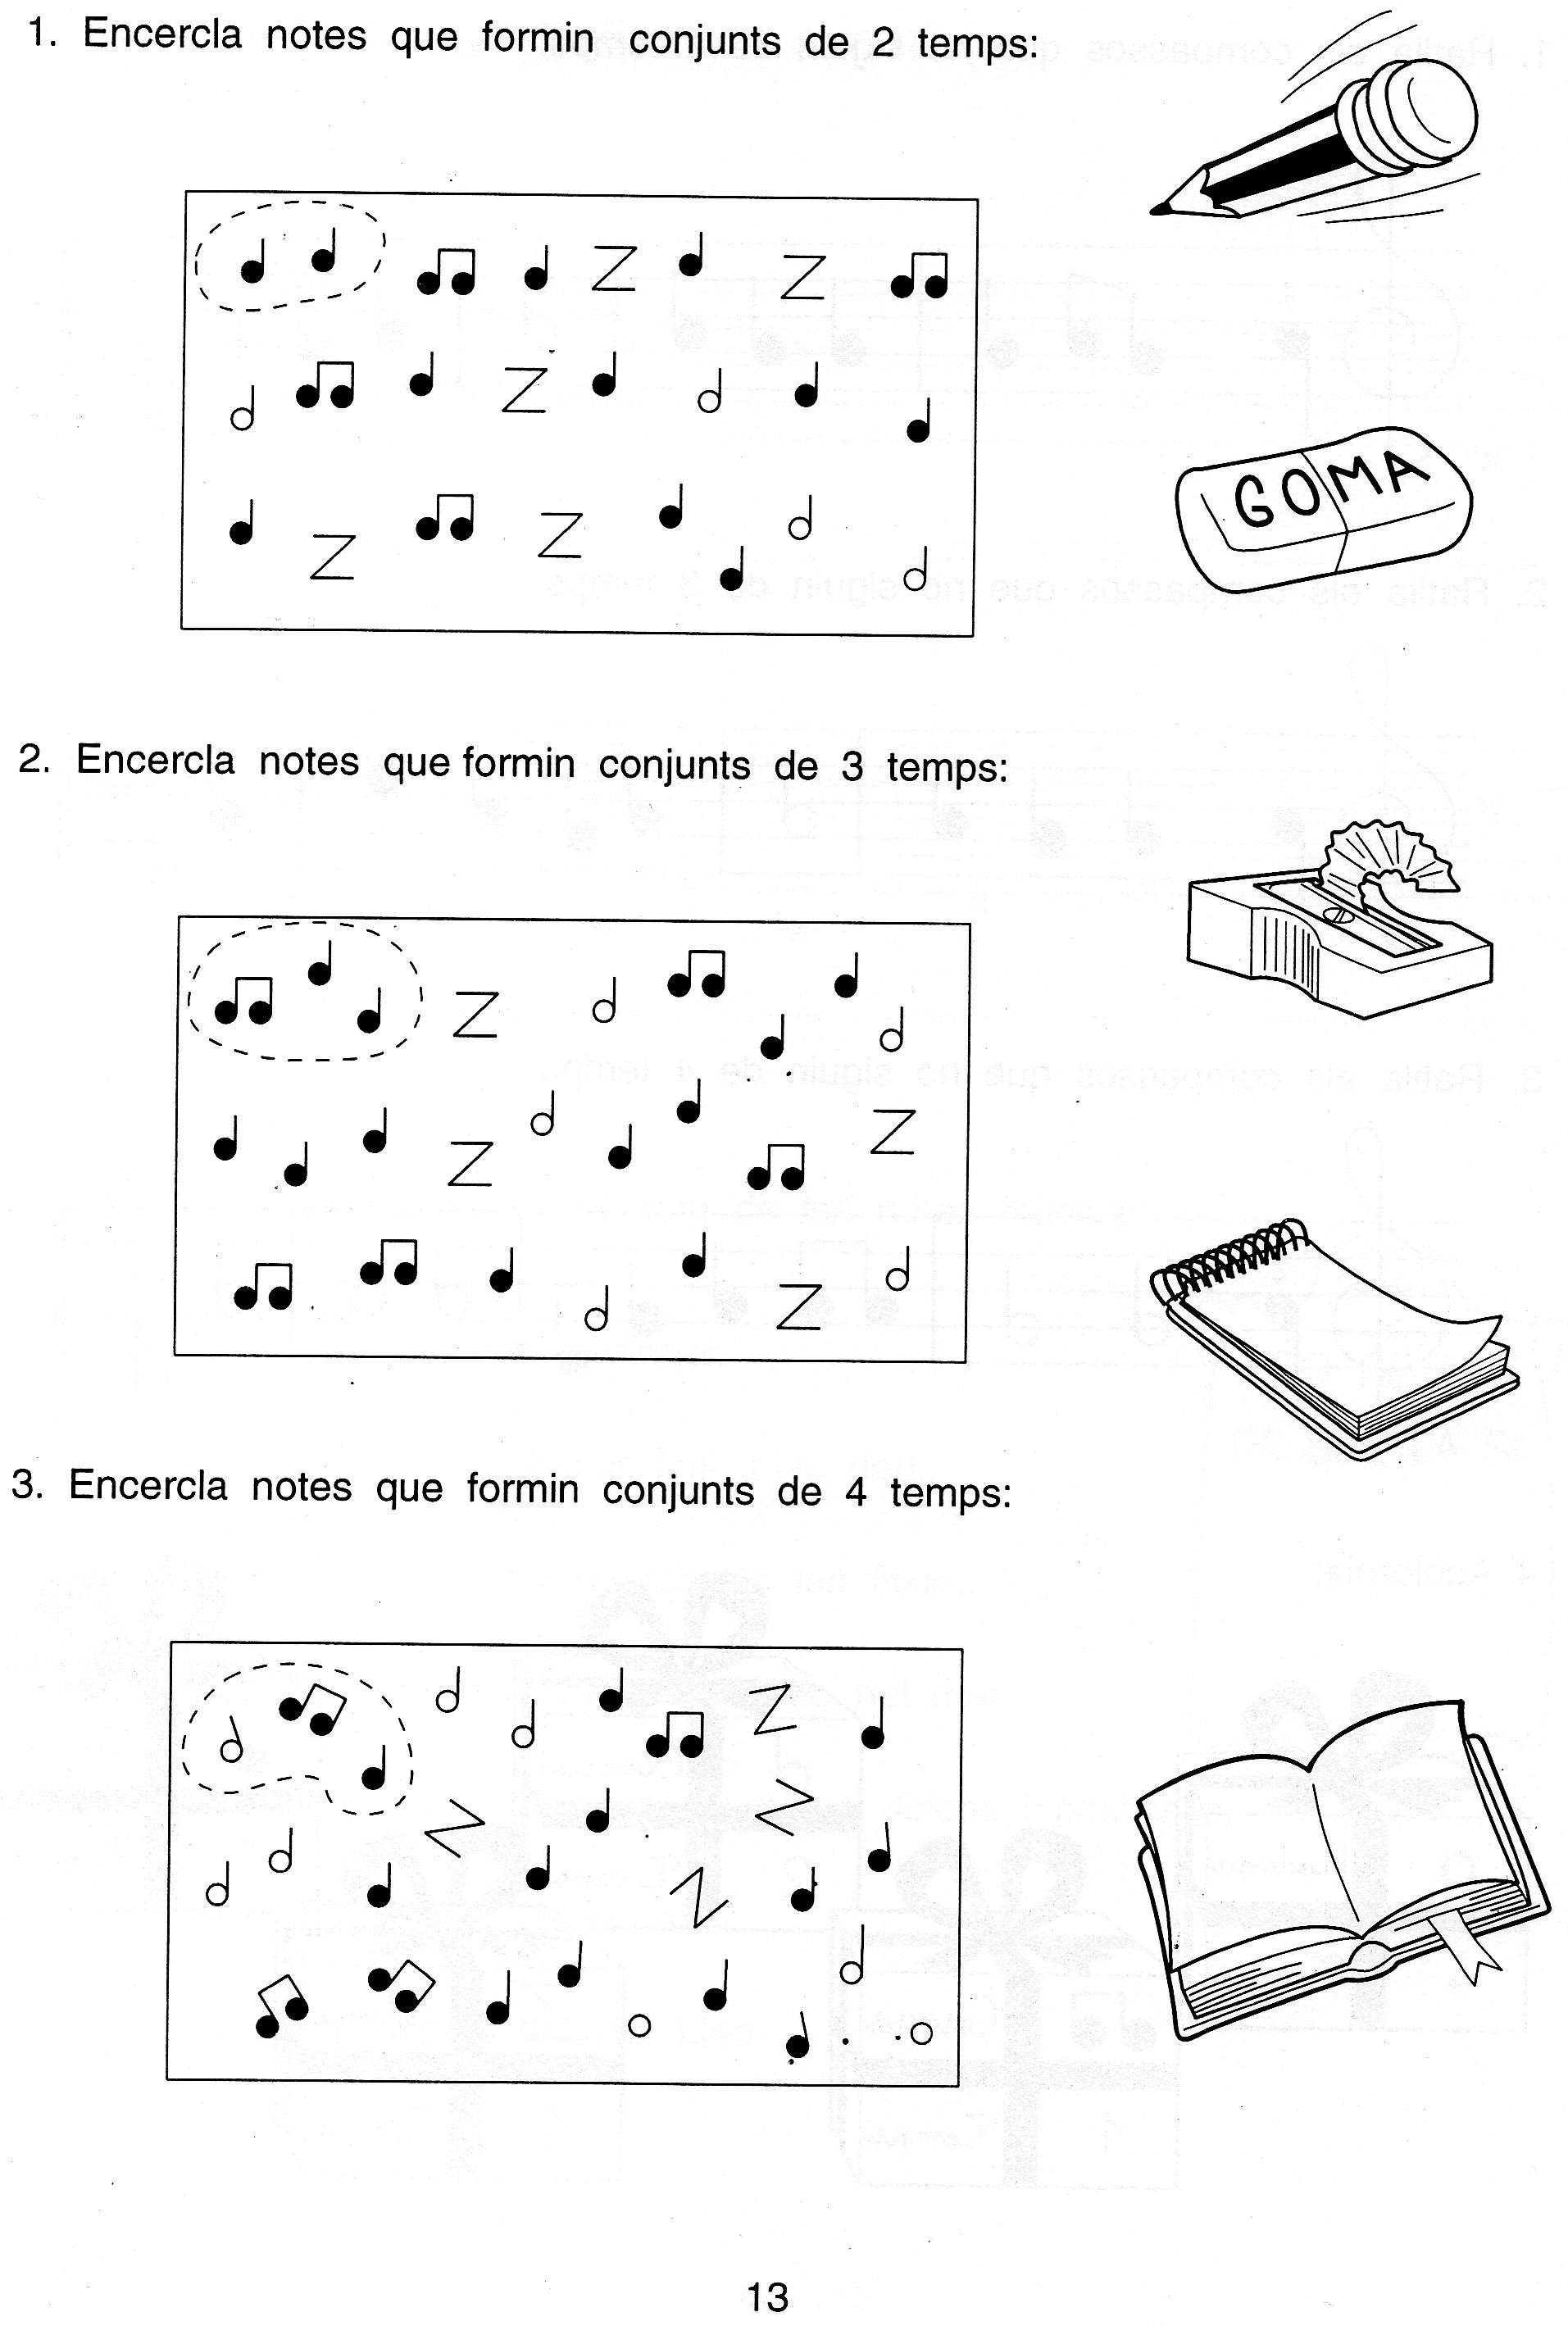 1. Encercla notes que formin conjunts de 2 temps:
GOMA
2. Encercla notes que formin conjunts de 3 temps:
3. Encercla notes que formin conjunts de 4 temps:
13